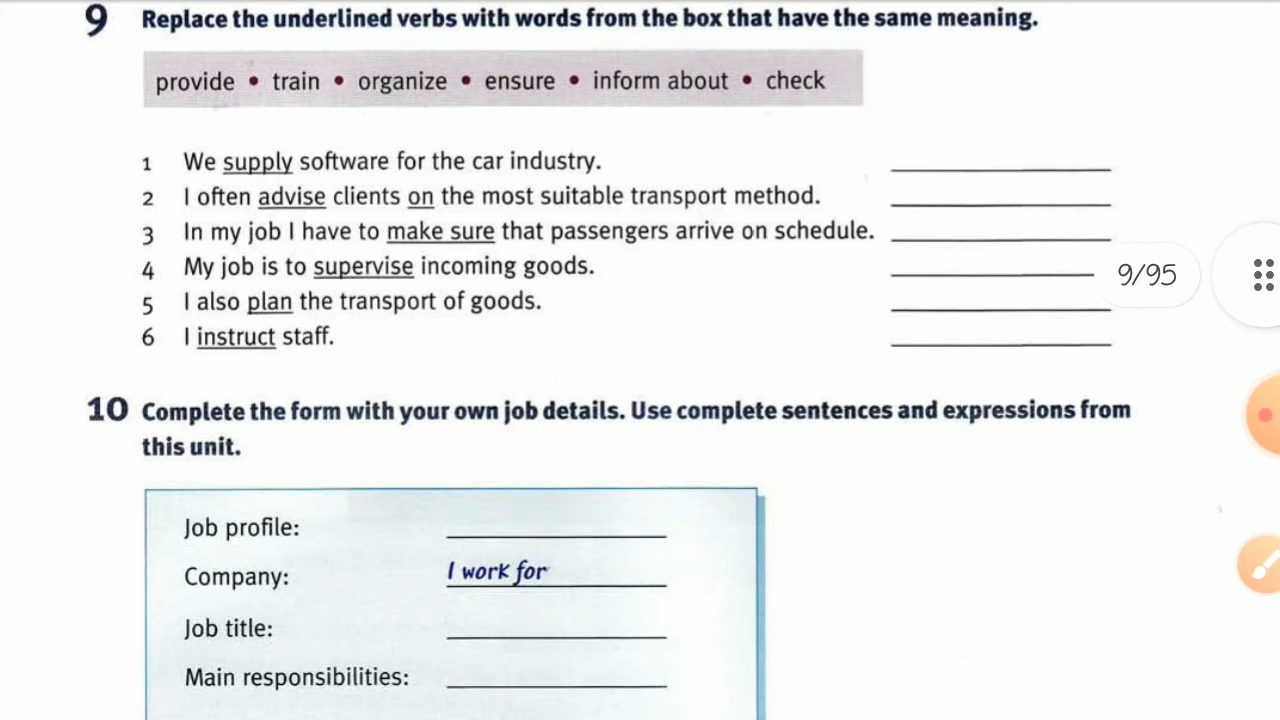 9 Replace the underlined verbs with words from the box that have the same meaning.
provide • train • organize • ensure • inform about • check
1 We supply software for the car industry.
2 I often advise clients on the most suitable transport method.
3 In my job I have to make sure that passengers arrive on schedule.
4 My job is to supervise incoming goods.
9/95
5 I also plan the transport of goods.
6 I instruct staff.
10 Complete the form with your own job details. Use complete sentences and expressions from
this unit.
Job profile:
Company: I work for
Job title:
Main responsibilities: